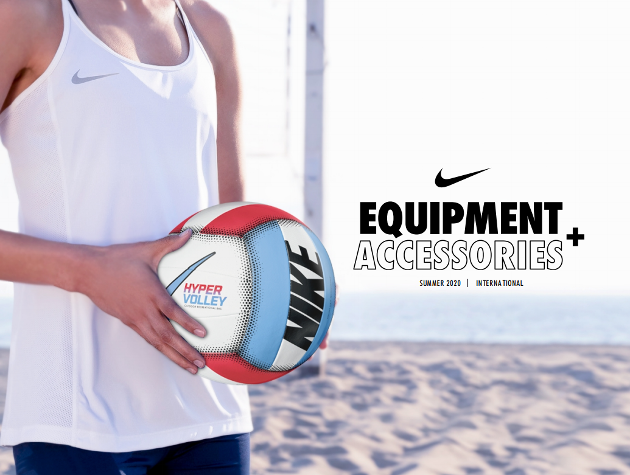 EQUIPMENT
+
ACCESSORIES
SUMMER 2020 | INTERNATIONAL
HYPER
VOLLEY
NIKE